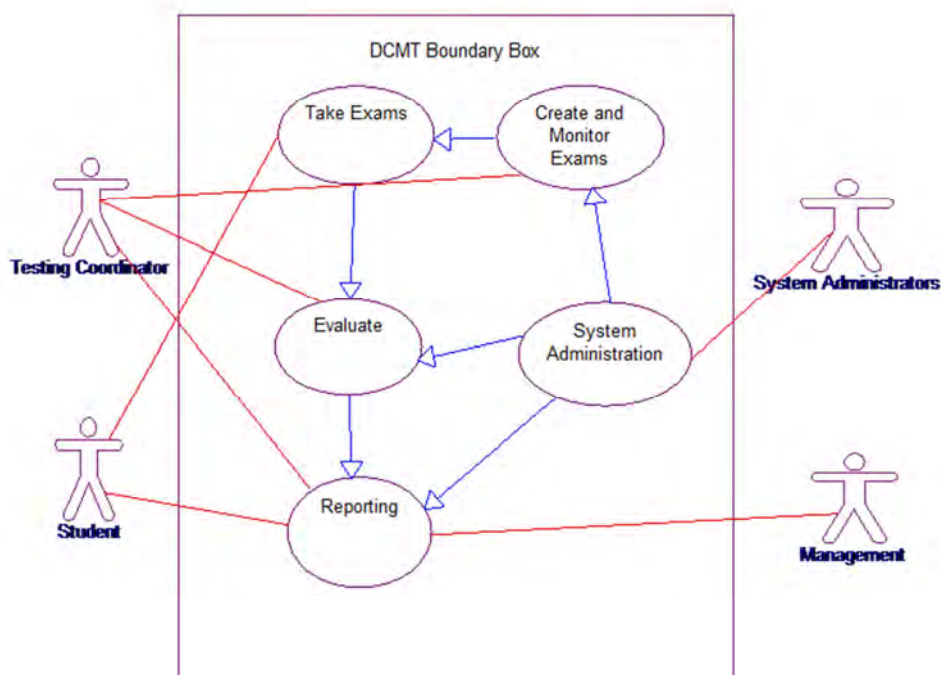 DCMT Boundary Box
Take Exams
Create and
Monitor
Exams
Testing Coordinator
System Administrators
Evaluate
System
Administration
Reporting
Student
Management